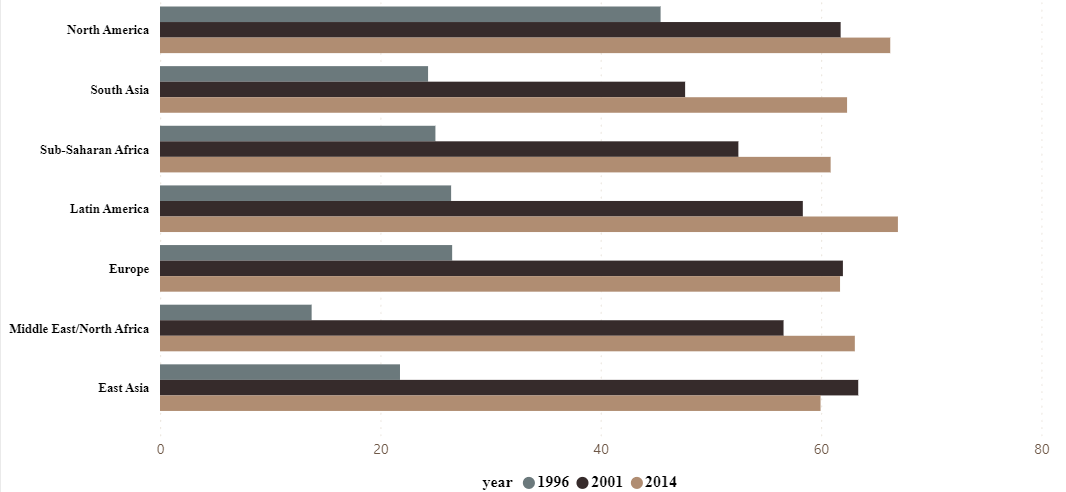 North America
South Asia
Sub-Saharan Africa
Latin America
Europe
Middle East/North Africa
East Asia
0 20 40 60 80
year 1996 2001 2014